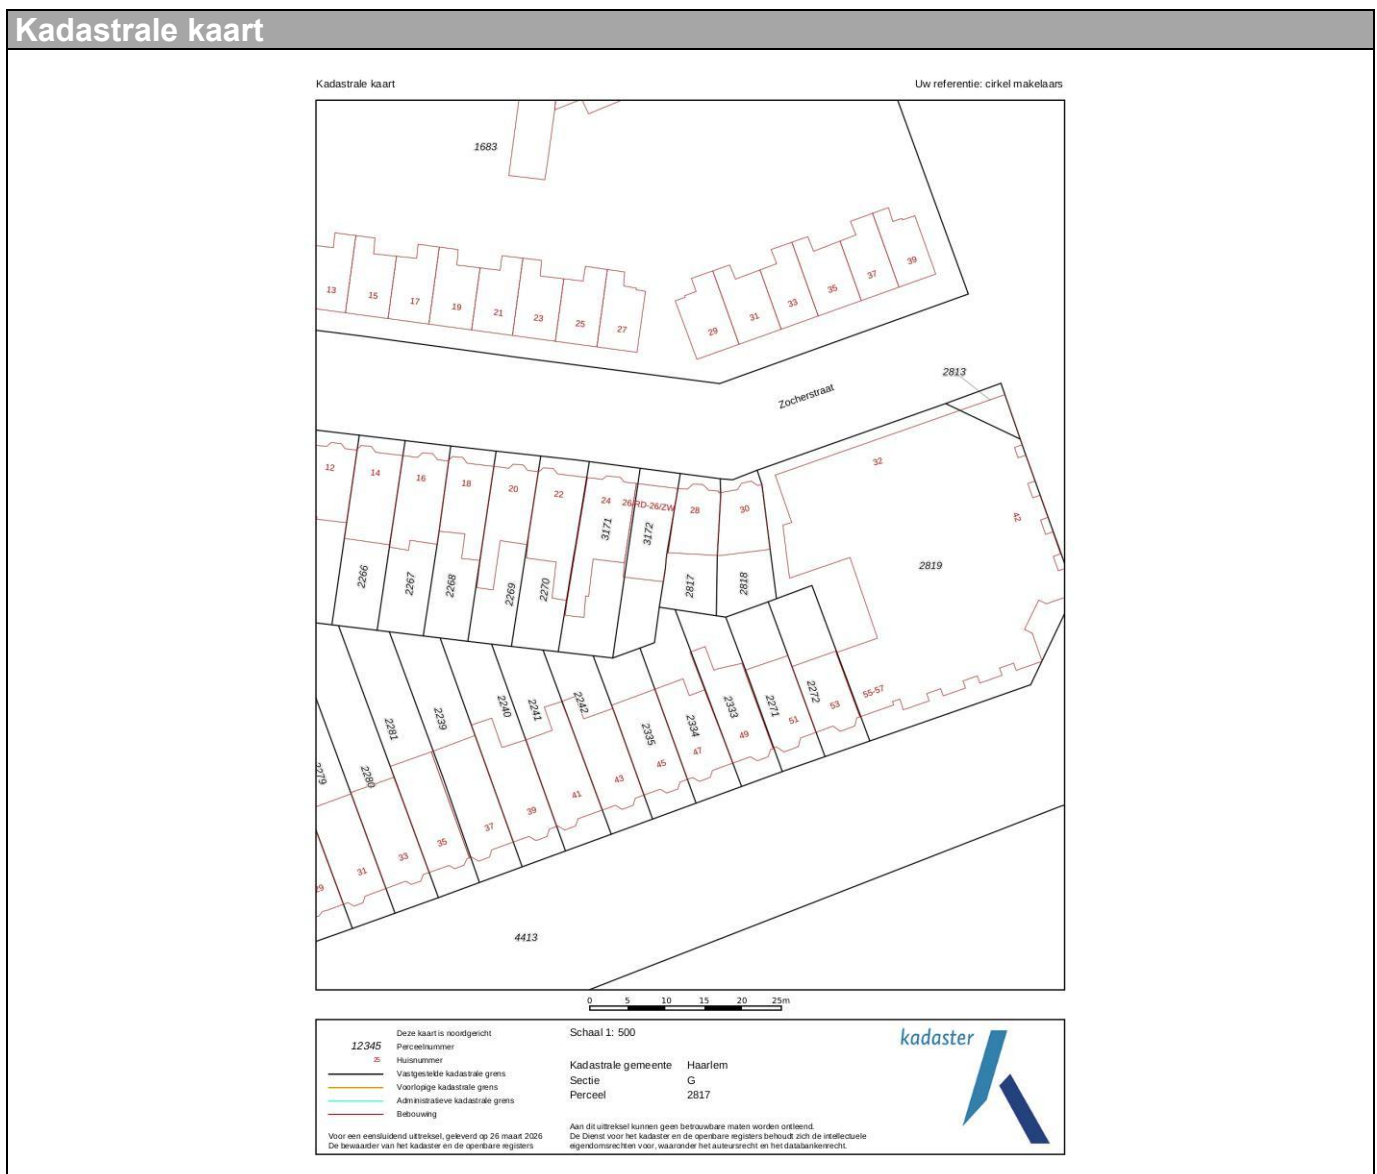 Kadastrale kaart
Kadastrale kaart
Uw referentie: cirkel makelaars
1683
13
15
17
19
21
23
25
27
29
31
33
35
37
39
2813
Zocherstraat
12
14
16
18
20
22
24
26/RD-26/ZW
28
30
32
42
2266
2267
2268
2269
2270
3171
3172
2817
2818
2819
2279
2280
2281
2239
2240
2241
2242
2335
2334
2333
2271
2272
29
31
33
35
37
39
41
43
45
47
49
51
53
55-57
4413
0 5 10 15 20 25m
Deze kaart is noordgericht
12345 Perceelnummer
25 Huisnummer
Vastgestelde kadastrale grens
Voorlopige kadastrale grens
Administratieve kadastrale grens
Bebouwing
Voor een eensluidend uittreksel, geleverd op 26 maart 2026
De bewaarder van het kadaster en de openbare registers
Schaal 1: 500
Kadastrale gemeente Haarlem
Sectie G
Perceel 2817
Aan dit uittreksel kunnen geen betrouwbare maten worden ontleend.
De Dienst voor het kadaster en de openbare registers behoudt zich de intellectuele
eigendomsrechten voor, waaronder het auteursrecht en het databankenrecht.
kadaster